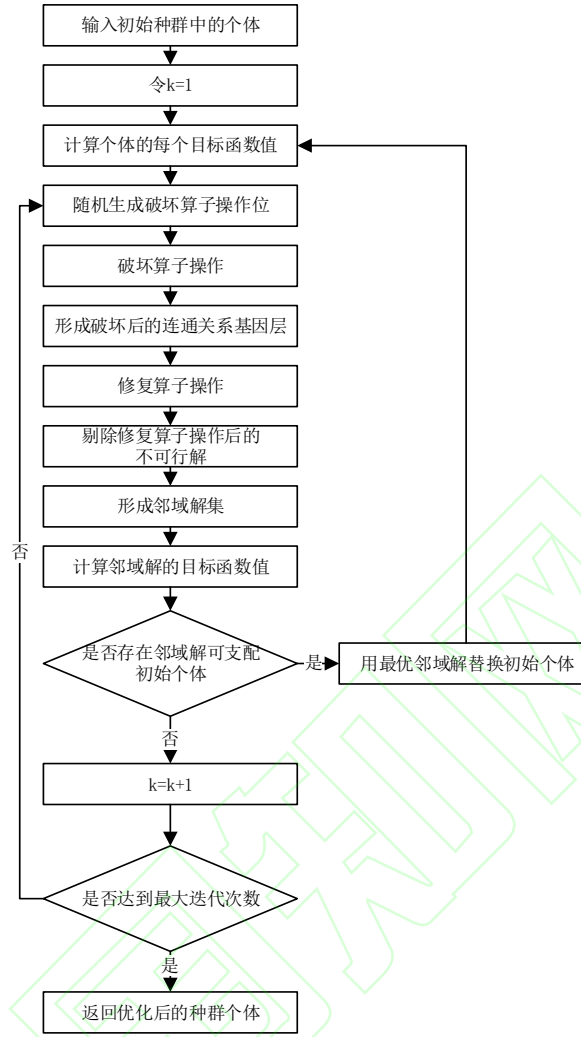 输入初始种群中的个体
令k=1
计算个体的每个目标函数值
随机生成破坏算子操作位
破坏算子操作
形成破坏后的连通关系基因层
修复算子操作
剔除修复算子操作后的
不可行解
形成邻域解集
否
计算邻域解的目标函数值
是否存在邻域解可支配
初始个体
是
用最优邻域解替换初始个体
否
k=k+1
是否达到最大迭代次数
是
返回优化后的种群个体